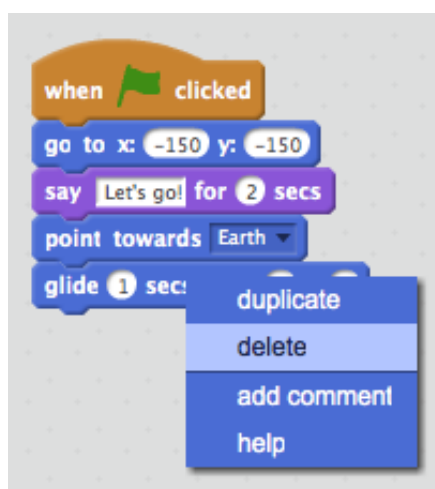 when clicked
go to x: -150 y: -150
say Let's go! for 2 secs
point towards Earth
glide 1 secs
duplicate
delete
add comment
help